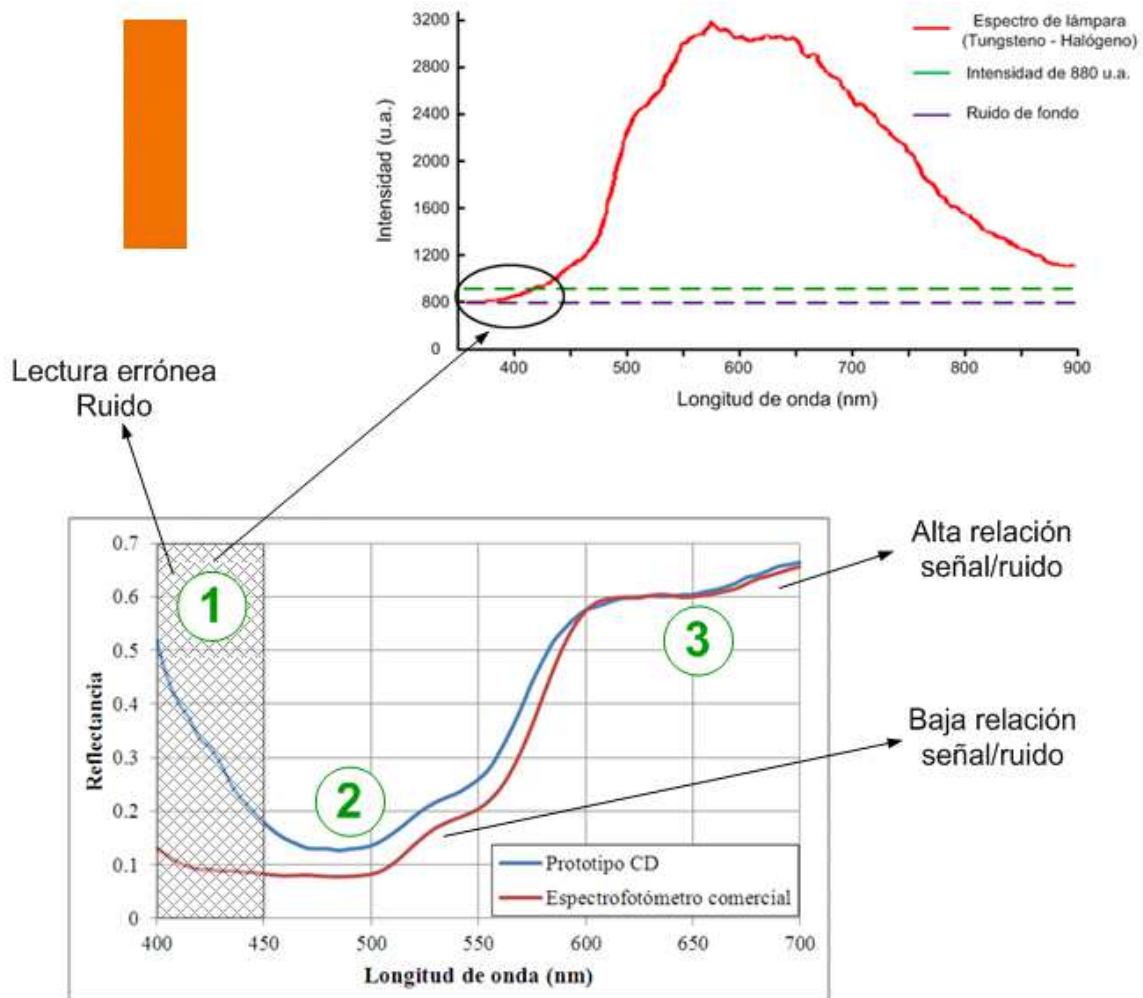 3200
2800
2400
3200
1600
1200
800
0
Intensidad (u.a.)
400
500
600
700
800
900
Longitud de onda (nm)
Espectro de lámpara
(Tungsteno - Halógeno)
Intensidad de 880 u.a.
Ruido de fondo
Lectura errónea
Ruido
0.7
0.6
0.5
0.4
0.3
0.2
0.1
0
Reflectancia
1
2
3
400
450
500
550
600
650
700
Longitud de onda (nm)
Prototipo CD
Espectrofotómetro comercial
Alta relación
señal/ruido
Baja relación
señal/ruido